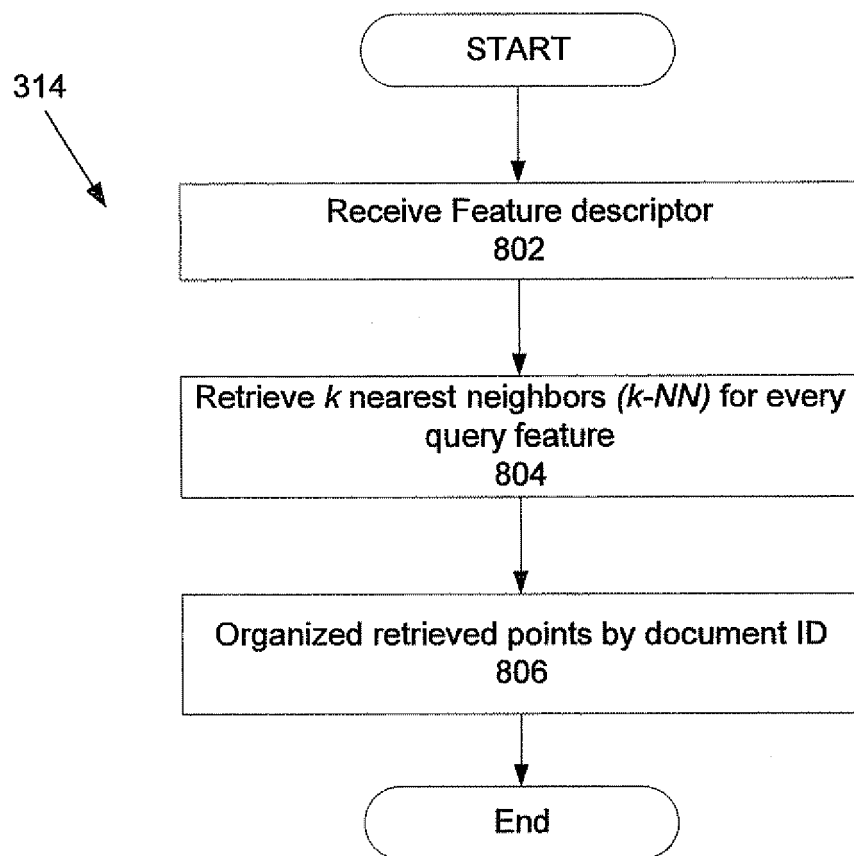 START
314
Receive Feature descriptor
802
Retrieve k nearest neighbors (k-NN) for every
query feature
804
Organized retrieved points by document ID
806
End